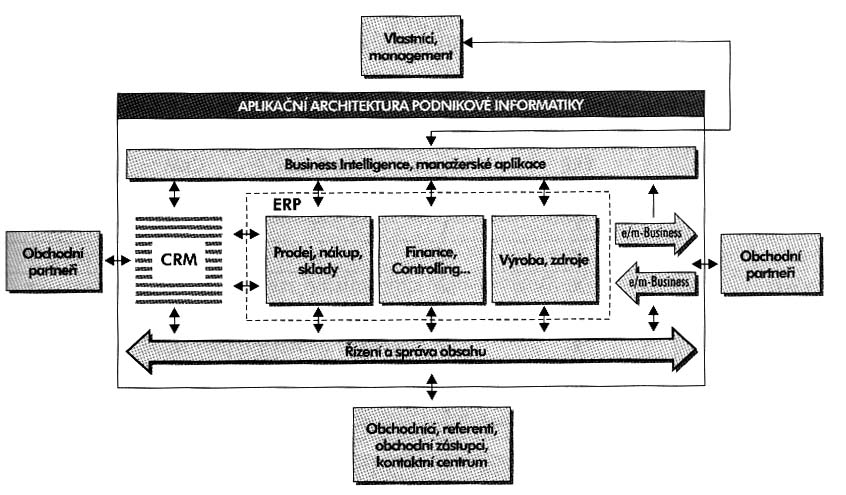 Vlastníci,
management
APLIKAČNÍ ARCHITEKTURA PODNIKOVÉ INFORMATIKY
Business Intelligence, manažerské aplikace
ERP
Obchodní
partneři
CRM
Prodej, nákup,
sklady
Finance,
Controlling...
Výroba, zdroje
e/m-Business
e/m-Business
Obchodní
partneři
Řízení a správa obsahu
Obchodníci, referenti,
obchodní zástupci,
kontaktní centrum